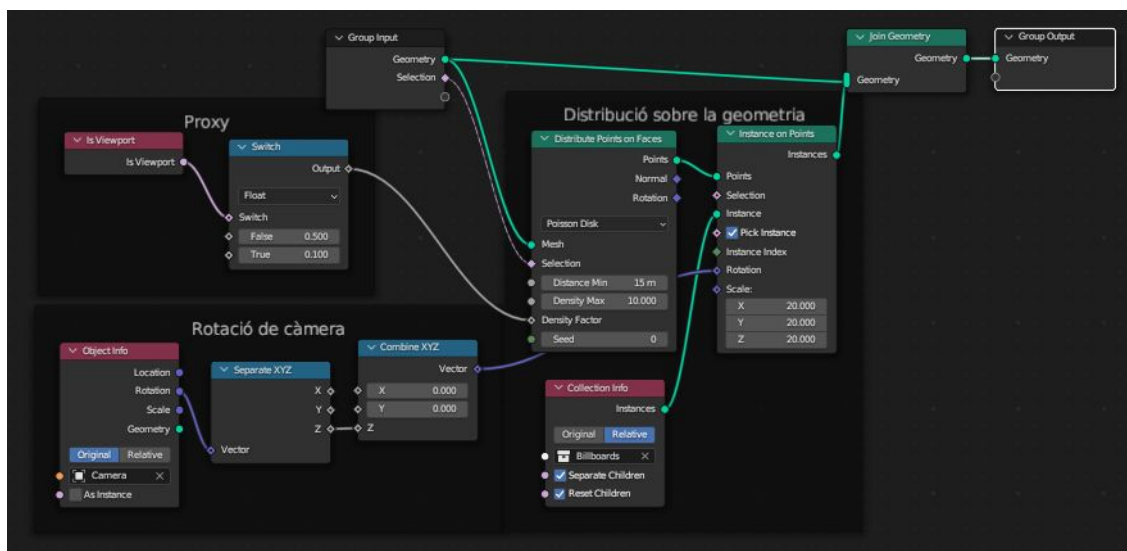 Group Input
Geometry
Selection
Join Geometry
Geometry
Geometry
Group Output
Geometry
Proxy
Is Viewport
Is Viewport
Switch
Output
Float
Switch
False 0.500
True 0.100
Distribució sobre la geometria
Distribute Points on Faces
Points
Normal
Rotation
Poisson Disk
Mesh
Selection
Distance Min 15 m
Density Max 10.000
Density Factor
Seed 0
Instance on Points
Instances
Points
Selection
Instance
Pick Instance
Instance Index
Rotation
Scale:
X 20.000
Y 20.000
Z 20.000
Rotació de càmera
Object Info
Location
Rotation
Scale
Geometry
Original Relative
Camera
As Instance
Separate XYZ
X
Y
Z
Vector
Combine XYZ
Vector
X 0.000
Y 0.000
Z
Collection Info
Instances
Original Relative
Billboards
Separate Children
Reset Children